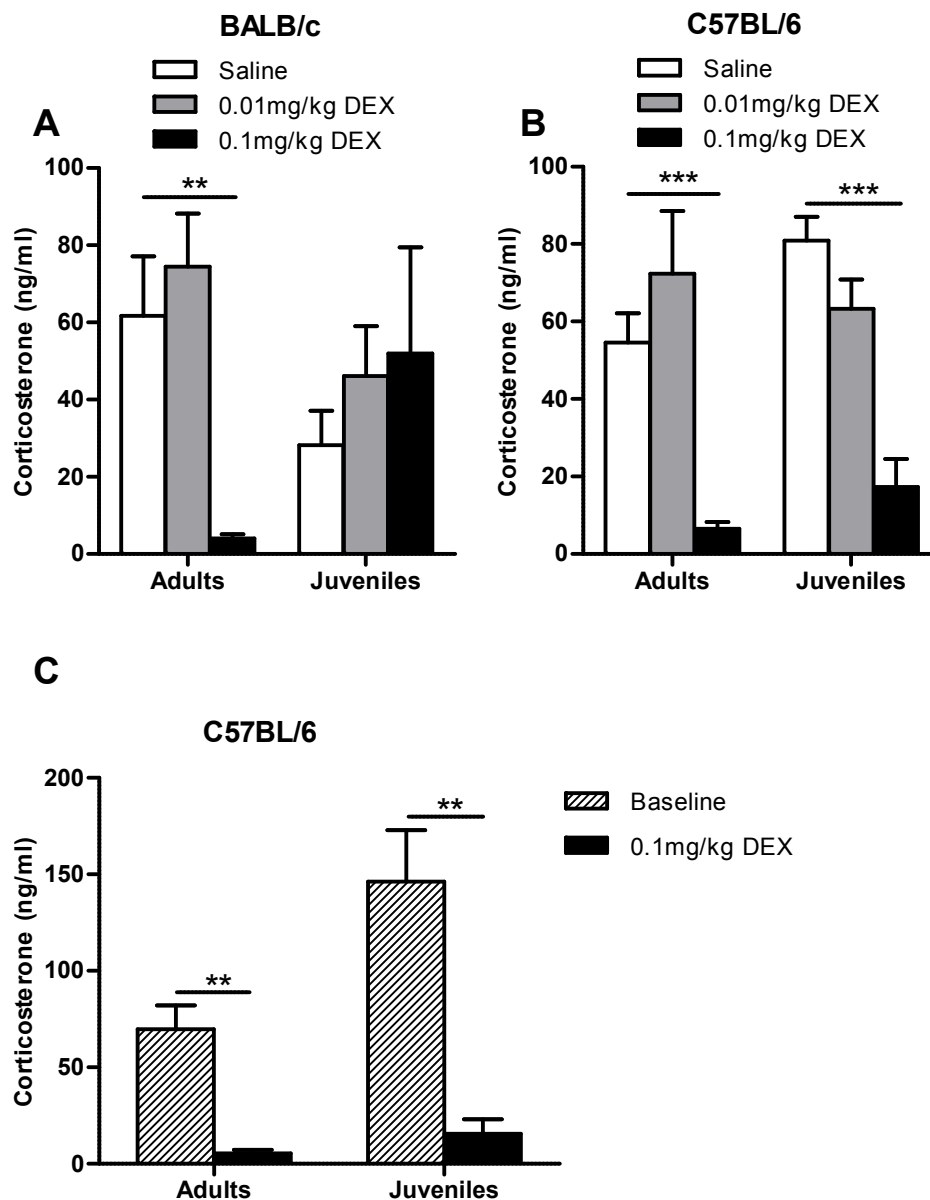 BALB/c
Saline
0.01mg/kg DEX
0.1mg/kg DEX
A
100
80
60
40
20
0
Corticosterone (ng/ml)
**
Adults
Juveniles
C57BL/6
Saline
0.01mg/kg DEX
0.1mg/kg DEX
B
100
80
60
40
20
0
Corticosterone (ng/ml)
***
***
Adults
Juveniles
C
C57BL/6
200
150
100
50
0
Corticosterone (ng/ml)
**
**
Adults
Juveniles
Baseline
0.1mg/kg DEX